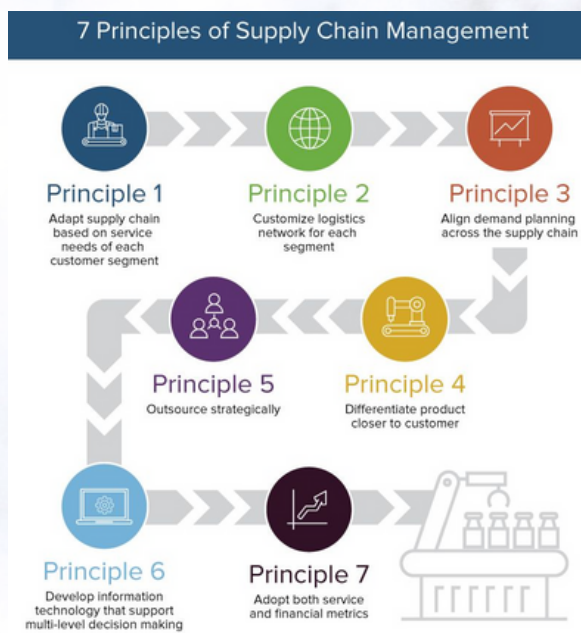 7 Principles of Supply Chain Management
Principle 1
Adapt supply chain
based on service
needs of each
customer segment
Principle 2
Customize logistics
network for each
segment
Principle 3
Align demand planning
across the supply chain
Principle 4
Differentiate product
closer to customer
Principle 5
Outsource strategically
Principle 6
Develop information
technology that support
multi-level decision making
Principle 7
Adopt both service
and financial metrics